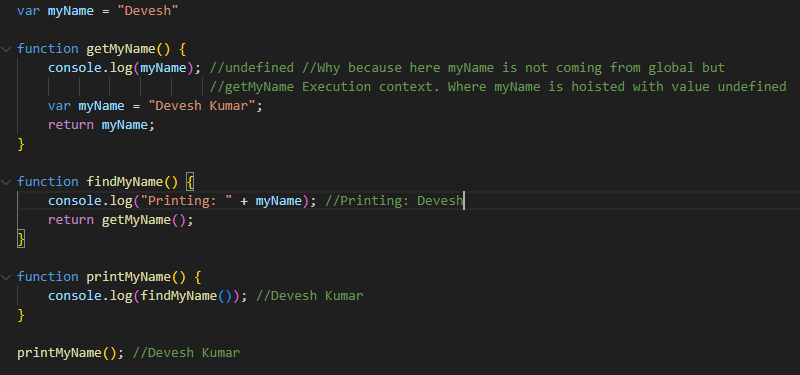 var myName = "Devesh"
function getMyName() {
console.log(myName); //undefined //Why because here myName is not coming from global but
//getMyName Execution context. Where myName is hoisted with value undefined
var myName = "Devesh Kumar";
return myName;
}
function findMyName() {
console.log("Printing: " + myName); //Printing: Devesh
return getMyName();
}
function printMyName() {
console.log(findMyName()); //Devesh Kumar
}
printMyName(); //Devesh Kumar